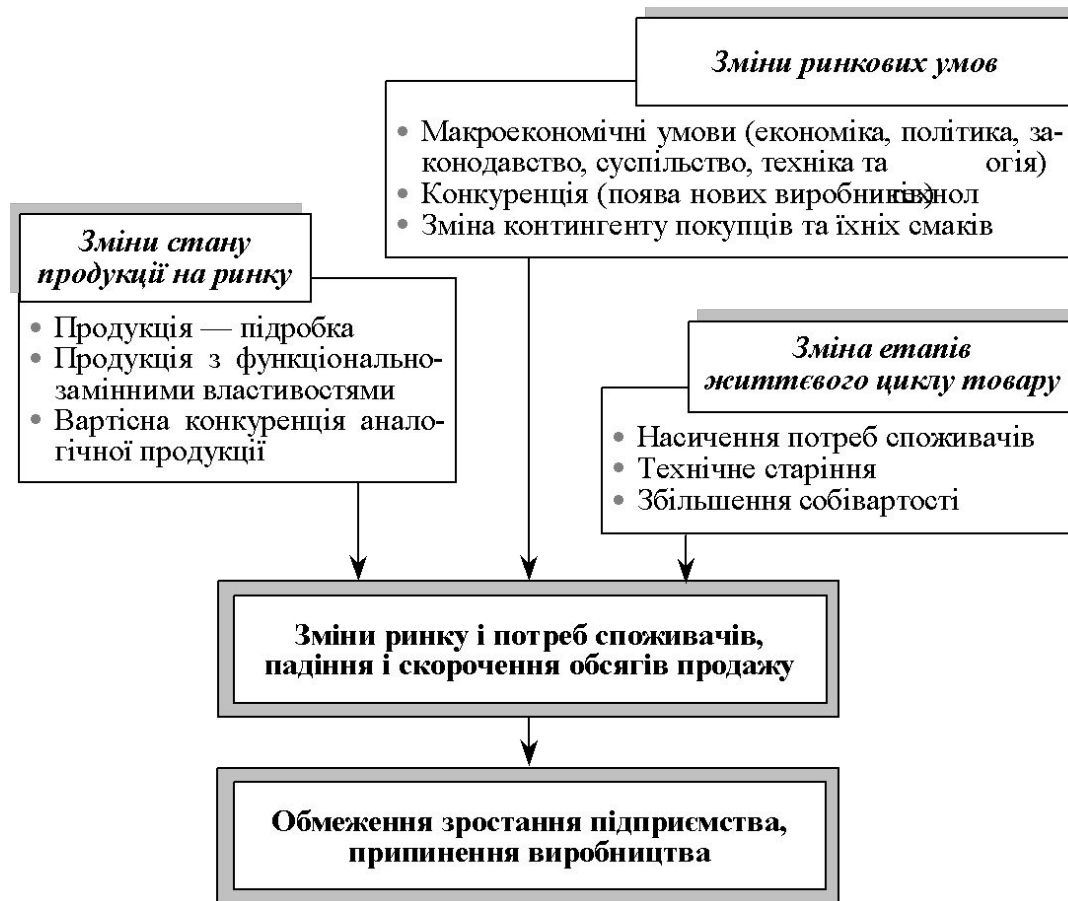 Зміни ринкових умов
• Макроекономічні умови (економіка, політика, за-
конодавство, суспільство, техніка та огія)
• Конкуренція (поява нових виробників)
• Зміна контингенту покупців та їхніх смаків
Зміни стану
продукції на ринку
• Продукція — підробка
• Продукція з функціонально-
замінними властивостями
• Вартісна конкуренція анало-
гічної продукції
Зміна етапів
життєвого циклу товару
• Насичення потреб споживачів
• Технічне старіння
• Збільшення собівартості
Зміни ринку і потреб споживачів,
падіння і скорочення обсягів продажу
Обмеження зростання підприємства,
припинення виробництва